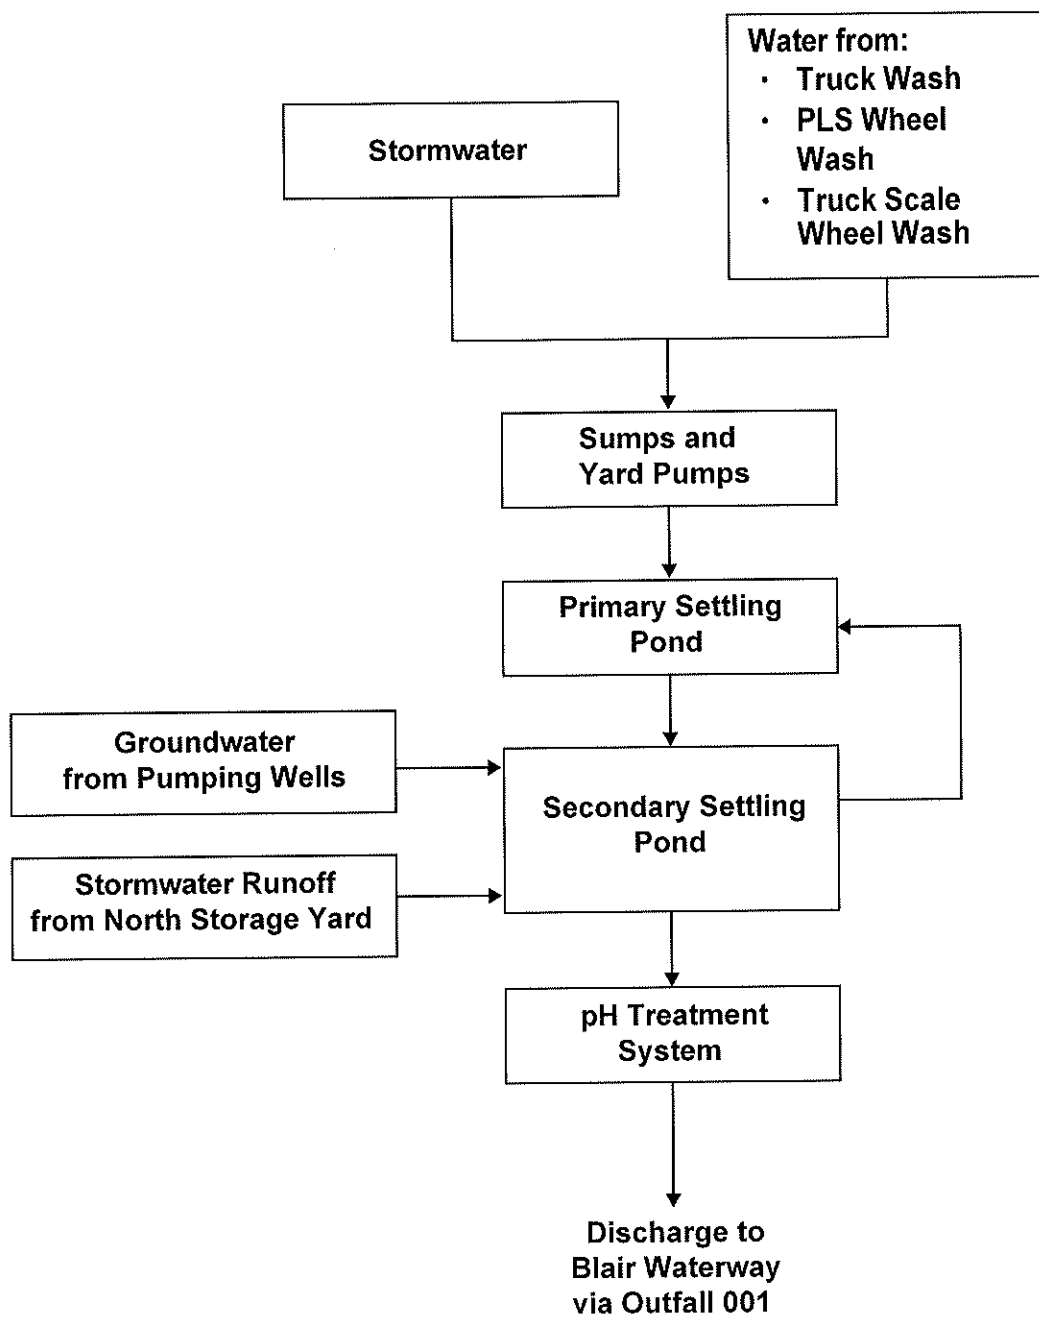 Stormwater
Water from:
· Truck Wash
· PLS Wheel
Wash
· Truck Scale
Wheel Wash
Sumps and
Yard Pumps
Primary Settling
Pond
Groundwater
from Pumping Wells
Secondary Settling
Pond
Stormwater Runoff
from North Storage Yard
pH Treatment
System
Discharge to
Blair Waterway
via Outfall 001